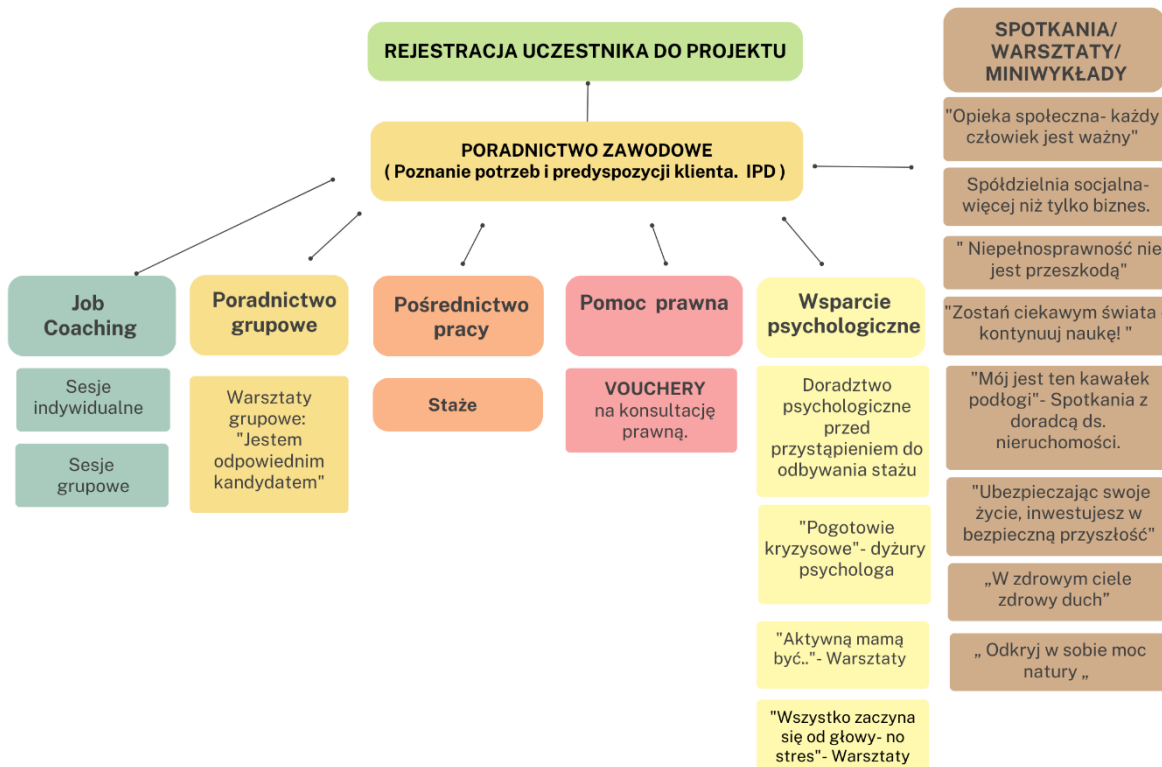 REJESTRACJA UCZESTNIKA DO PROJEKTU
PORADNICTWO ZAWODOWE
( Poznanie potrzeb i predyspozycji klienta. IPD )
Job
Coaching
Sesje
indywidualne
Sesje
grupowe
Poradnictwo
grupowe
Warsztaty
grupowe:
"Jestem
odpowiednim
kandydatem"
Pośrednictwo
pracy
Staże
Pomoc prawna
VOUCHERY
na konsultację
prawną.
Wsparcie
psychologiczne
Doradztwo
psychologiczne
przed
przystąpieniem do
odbywania stażu
"Pogotowie
kryzysowe"- dyżury
psychologa
"Aktywną mamą
być.."- Warsztaty
"Wszystko zaczyna
się od głowy- no
stres"- Warsztaty
SPOTKANIA/
WARSZTATY/
MINIWYKŁADY
"Opieka społeczna- każdy
człowiek jest ważny"
Spółdzielnia socjalna-
więcej niż tylko biznes.
" Niepełnosprawność nie
jest przeszkodą"
"Zostań ciekawym świata -
kontynuuj naukę! "
"Mój jest ten kawałek
podłogi"- Spotkania z
doradcą ds.
nieruchomości.
"Ubezpieczając swoje
życie, inwestujesz w
bezpieczną przyszłość"
„W zdrowym ciele
zdrowy duch”
„ Odkryj w sobie moc
natury „